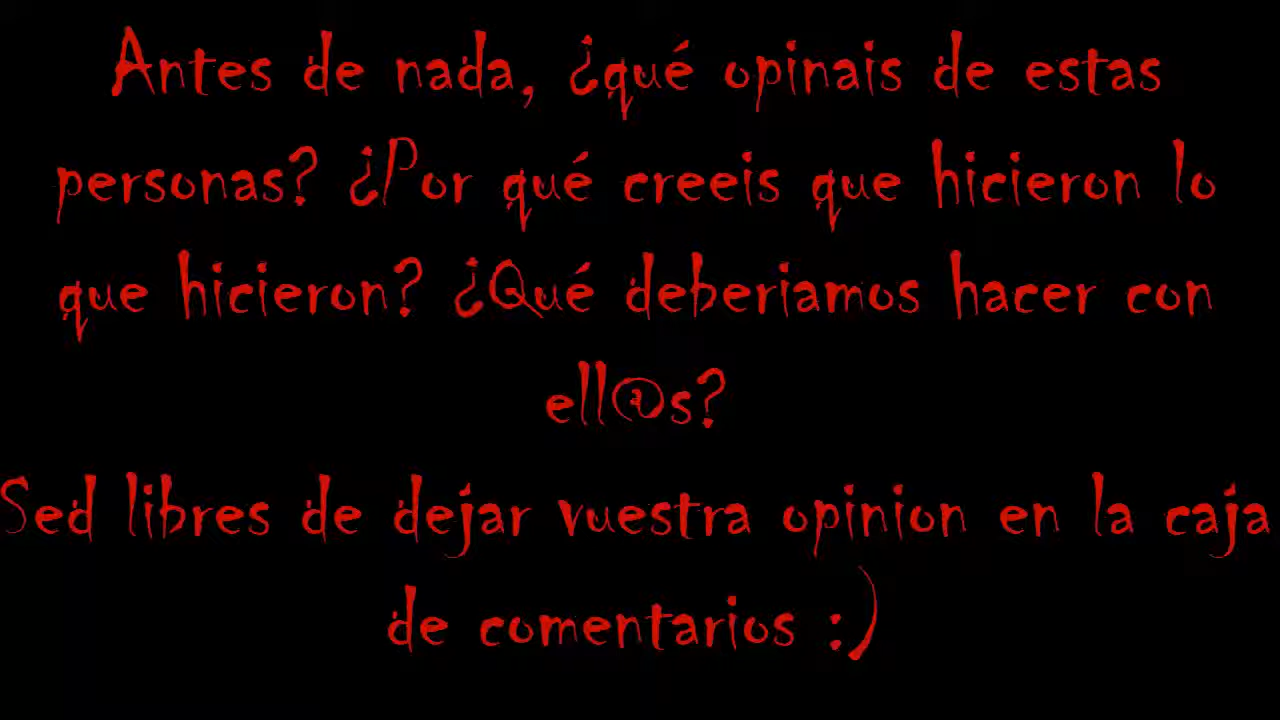 Antes de nada, ¿qué opinais de estas
personas? ¿Por qué creeis que hicieron lo
que hicieron? ¿Qué deberiamos hacer con
ell@s?
Sed libres de dejar vuestra opinion en la caja
de comentarios :)